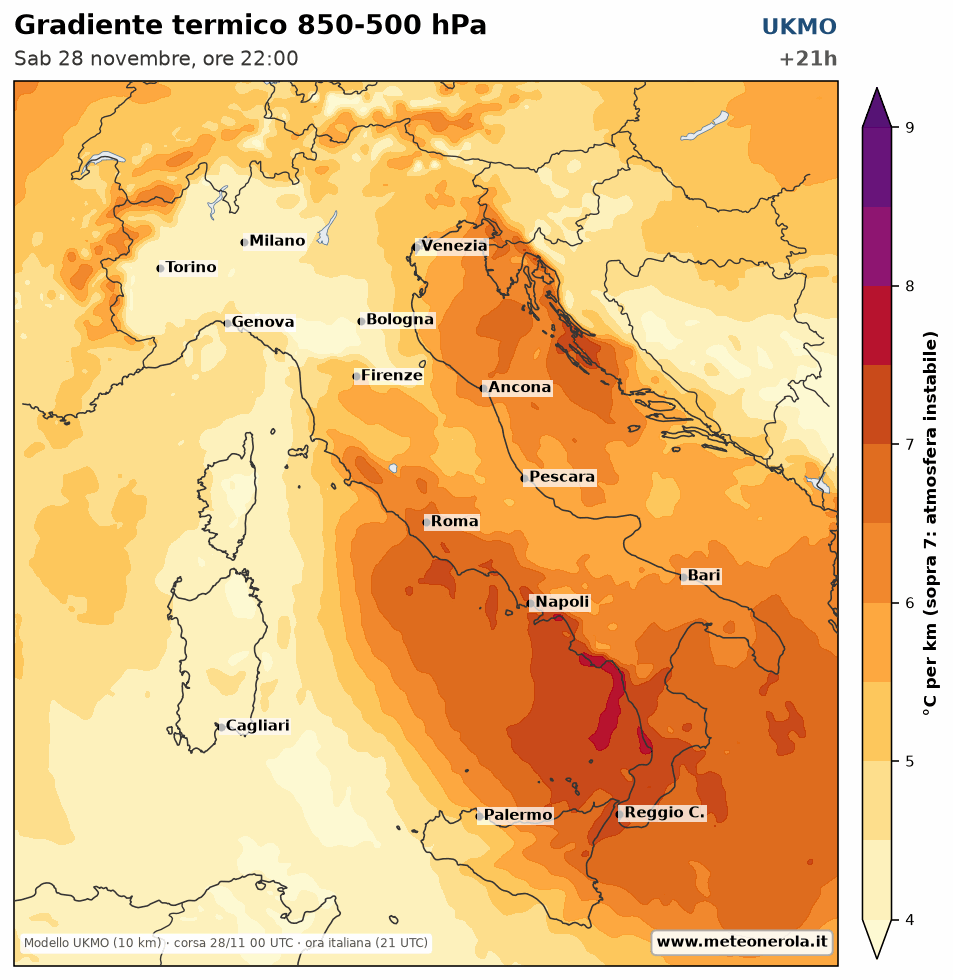 Gradiente termico 850-500 hPa
UKMO
Sab 28 novembre, ore 22:00
+21h
Milano
Venezia
Torino
Genova
Bologna
Firenze
Ancona
Pescara
Roma
Bari
Napoli
Cagliari
Palermo
Reggio C.
9
8
7
6
5
4
°C per km (sopra 7: atmosfera instabile)
Modello UKMO (10 km) · corsa 28/11 00 UTC · ora italiana (21 UTC)
www.meteonerola.it